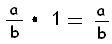 a/b * 1 = a/b